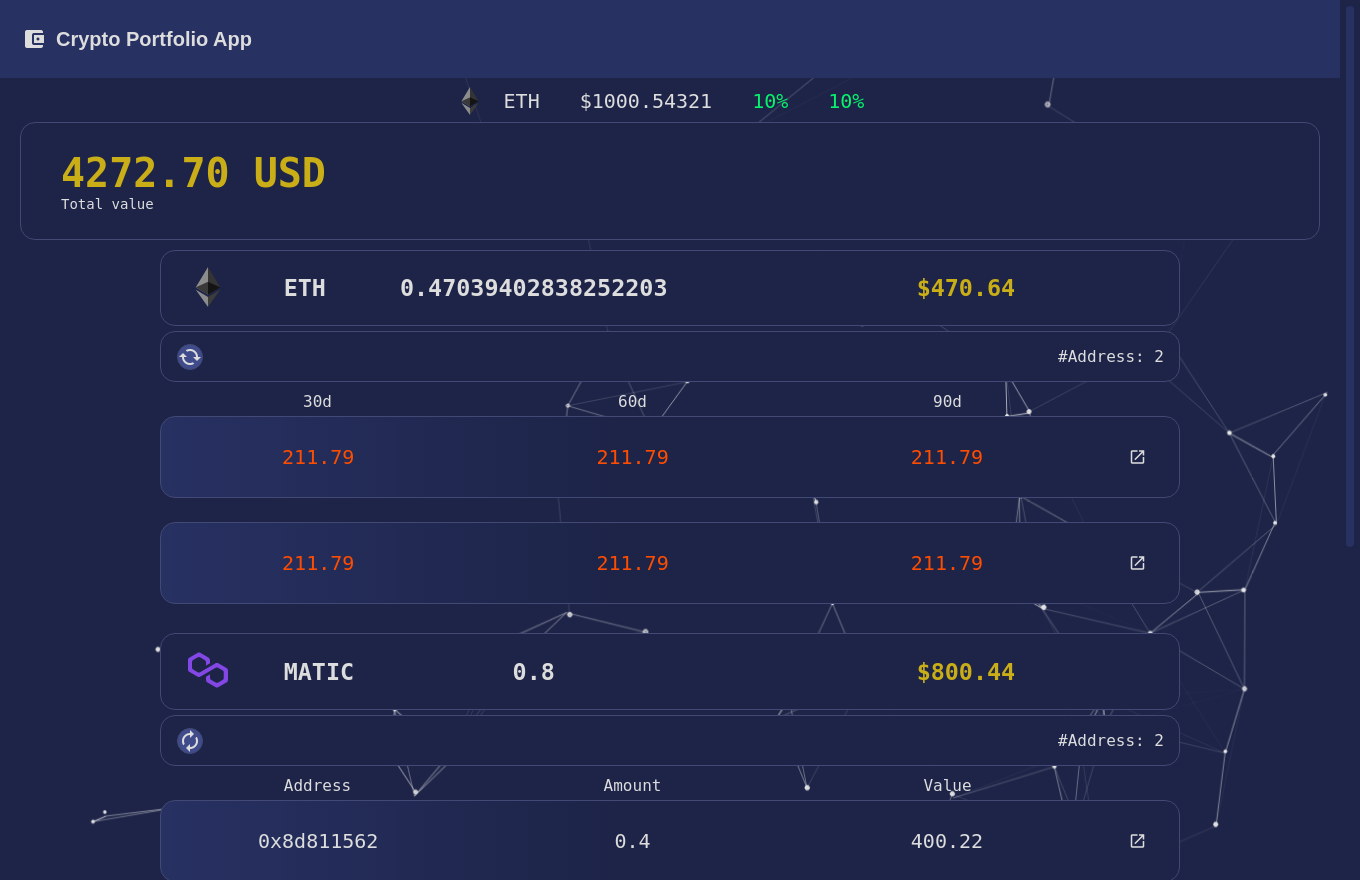 Crypto Portfolio App
ETH $1000.54321 10% 10%
4272.70 USD
Total value
ETH 0.47039402838252203 $470.64
#Address: 2
30d 60d 90d
211.79 211.79 211.79
211.79 211.79 211.79
MATIC 0.8 $800.44
#Address: 2
Address Amount Value
0x8d811562 0.4 400.22